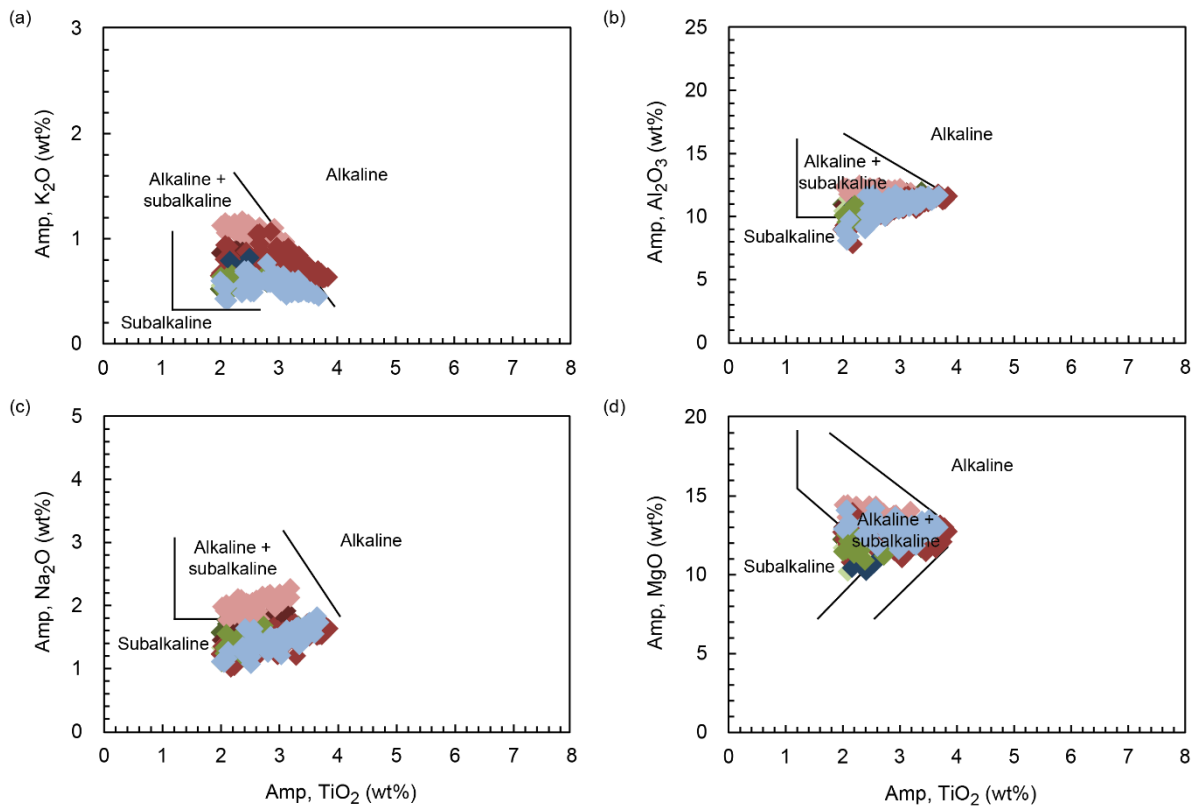 (a)
3
2
1
0
Amp, K2O (wt%)
Alkaline +
subalkaline
Alkaline
Subalkaline
0 1 2 3 4 5 6 7 8
(b)
25
20
15
10
5
0
Amp, Al2O3 (wt%)
Alkaline
Alkaline +
subalkaline
Subalkaline
0 1 2 3 4 5 6 7 8
(c)
5
4
3
2
1
0
Amp, Na2O (wt%)
Alkaline +
subalkaline
Alkaline
Subalkaline
0 1 2 3 4 5 6 7 8
Amp, TiO2 (wt%)
(d)
20
15
10
5
0
Amp, MgO (wt%)
Alkaline
Alkaline +
subalkaline
Subalkaline
0 1 2 3 4 5 6 7 8
Amp, TiO2 (wt%)